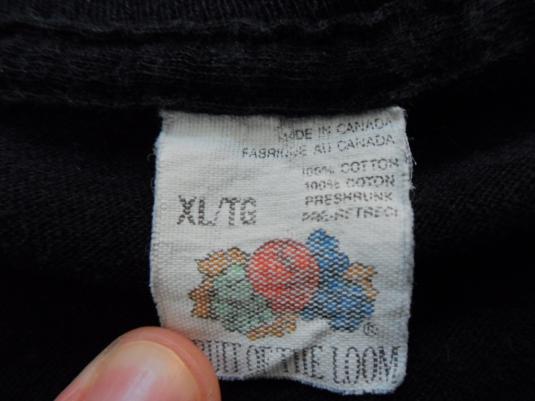 MADE IN CANADA
FABRIQUE AU CANADA
100% COTTON
100% COTON
PRESHRUNK
PRE-RETRECI
XL/TG
®
FRUIT OF THE LOOM